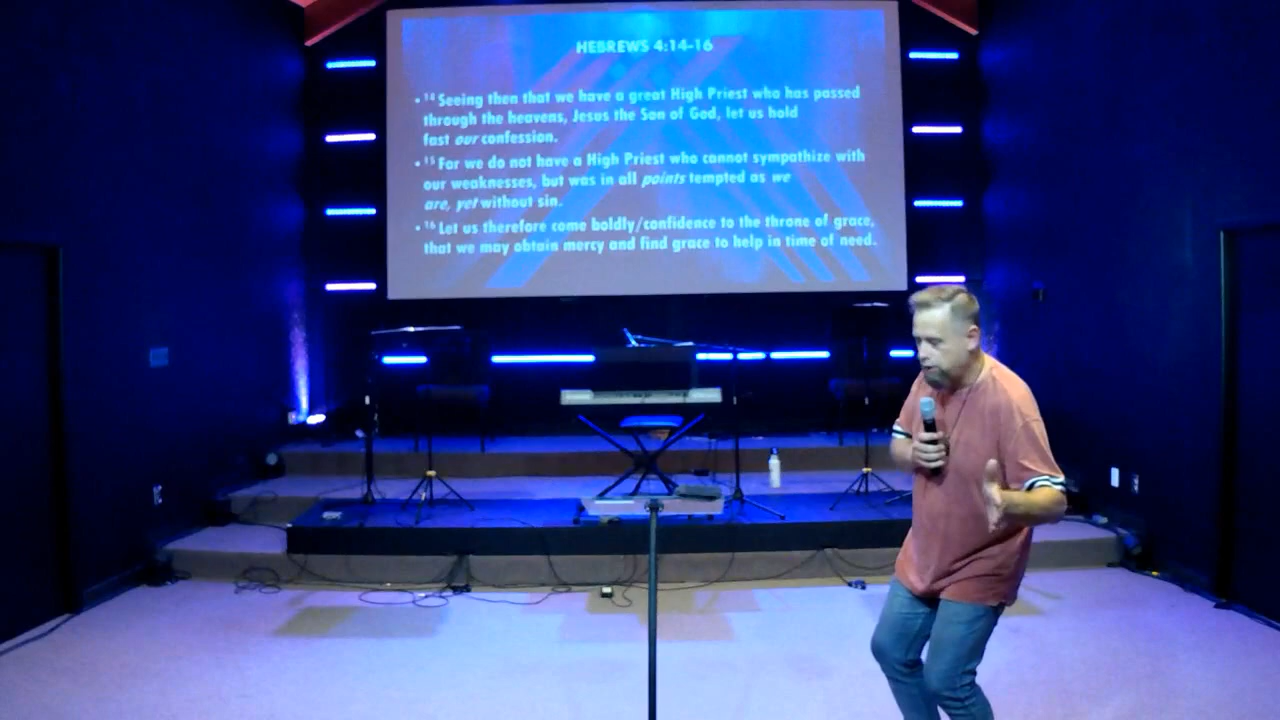 HEBREWS 4:14-16
• 14 Seeing then that we have a great High Priest who has passed
through the heavens, Jesus the Son of God, let us hold
fast our confession.
• 15 For we do not have a High Priest who cannot sympathize with
our weaknesses, but was in all points tempted as we
are, yet without sin.
• 16 Let us therefore come boldly/confidence to the throne of grace,
that we may obtain mercy and find grace to help in time of need.